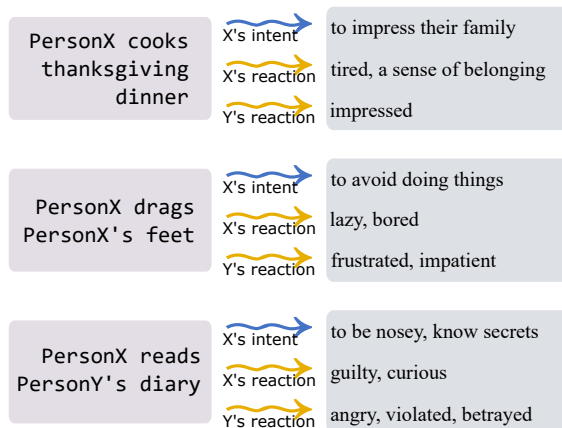 PersonX cooks
thanksgiving
dinner
X's intent
to impress their family
X's reaction
tired, a sense of belonging
Y's reaction
impressed
PersonX drags
PersonX's feet
X's intent
to avoid doing things
X's reaction
lazy, bored
Y's reaction
frustrated, impatient
PersonX reads
PersonY's diary
X's intent
to be nosey, know secrets
X's reaction
guilty, curious
Y's reaction
angry, violated, betrayed